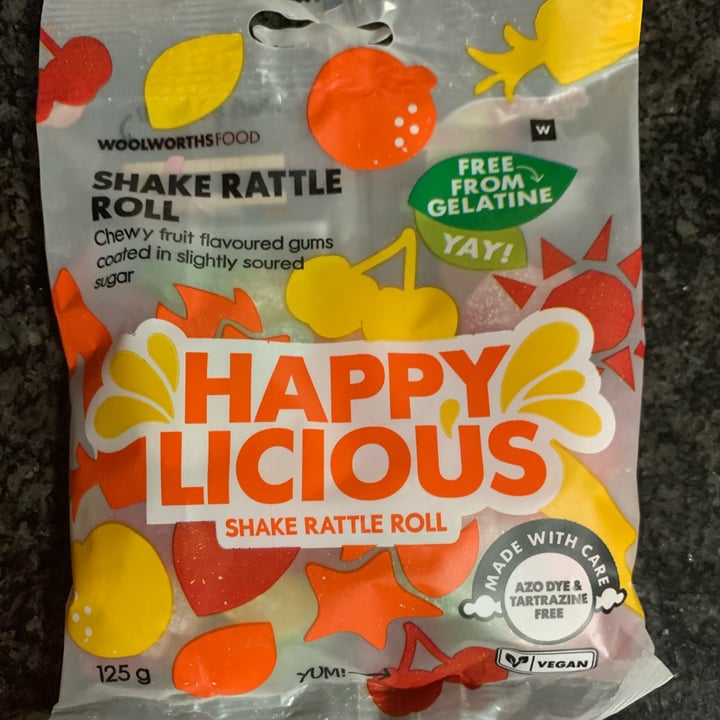 WOOLWORTHSFOOD
W
SHAKE RATTLE
ROLL
Chewy fruit flavoured gums
coated in slightly soured
sugar
FREE
FROM
GELATINE
YAY!
HAPPY
LICIOUS
SHAKE RATTLE ROLL
MADE WITH CARE
AZO DYE &
TARTRAZINE
FREE
VEGAN
125 g
YUM!